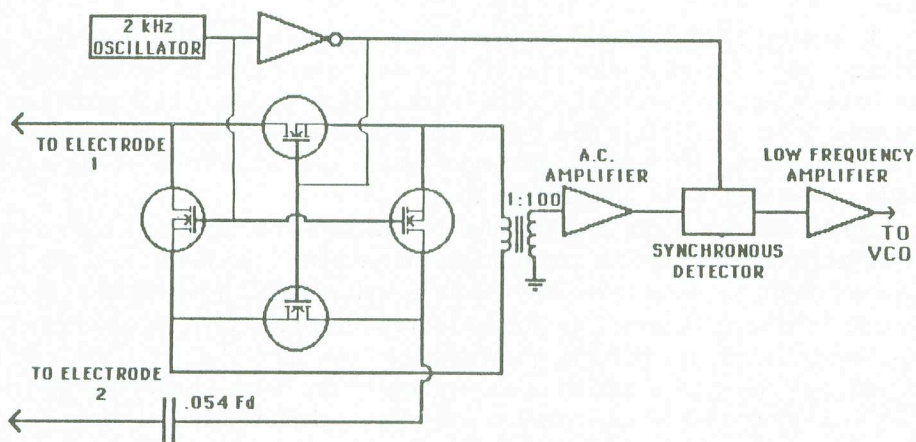 2 kHz
OSCILLATOR
TO ELECTRODE
1
A.C.
AMPLIFIER
LOW FREQUENCY
AMPLIFIER
1:100
SYNCHRONOUS
DETECTOR
TO
VCO
TO ELECTRODE
2
.054 Fd